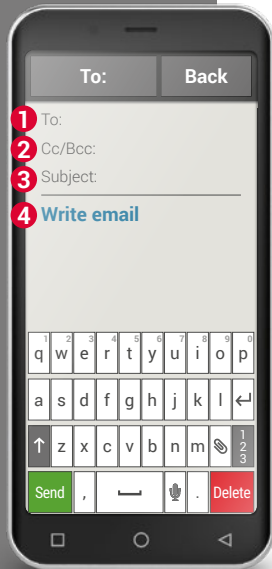 To: Back
1 To:
2 Cc/Bcc:
3 Subject:
4 Write email
1 2 3 4 5 6 7 8 9 0
q w e r t y u i o p
a s d f g h j k l
z x c v b n m 1 2 3
Send , . Delete